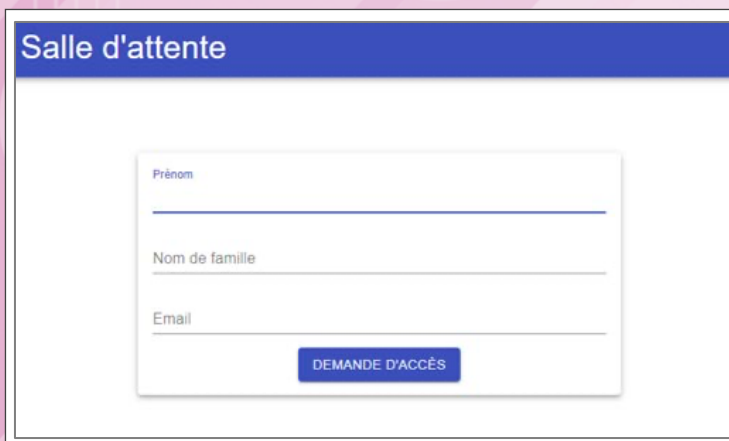 Salle d'attente
Prénom
Nom de famille
Email
DEMANDE D'ACCÈS